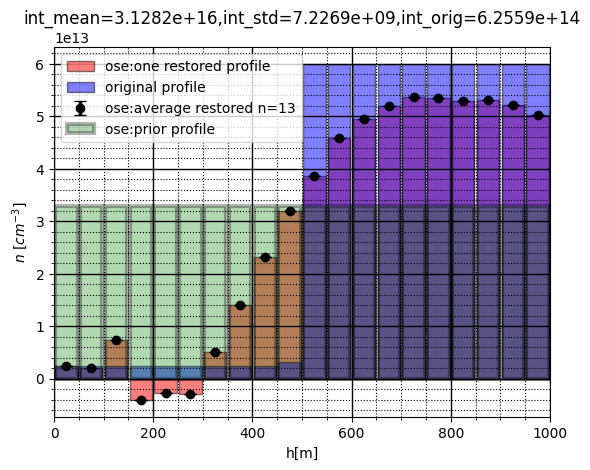 int_mean=3.1282e+16,int_std=7.2269e+09,int_orig=6.2559e+14
1e13
ose:one restored profile
original profile
ose:average restored n=13
ose:prior profile
6
5
4
3
2
1
0
n [cm⁻³]
0 200 400 600 800 1000
h[m]